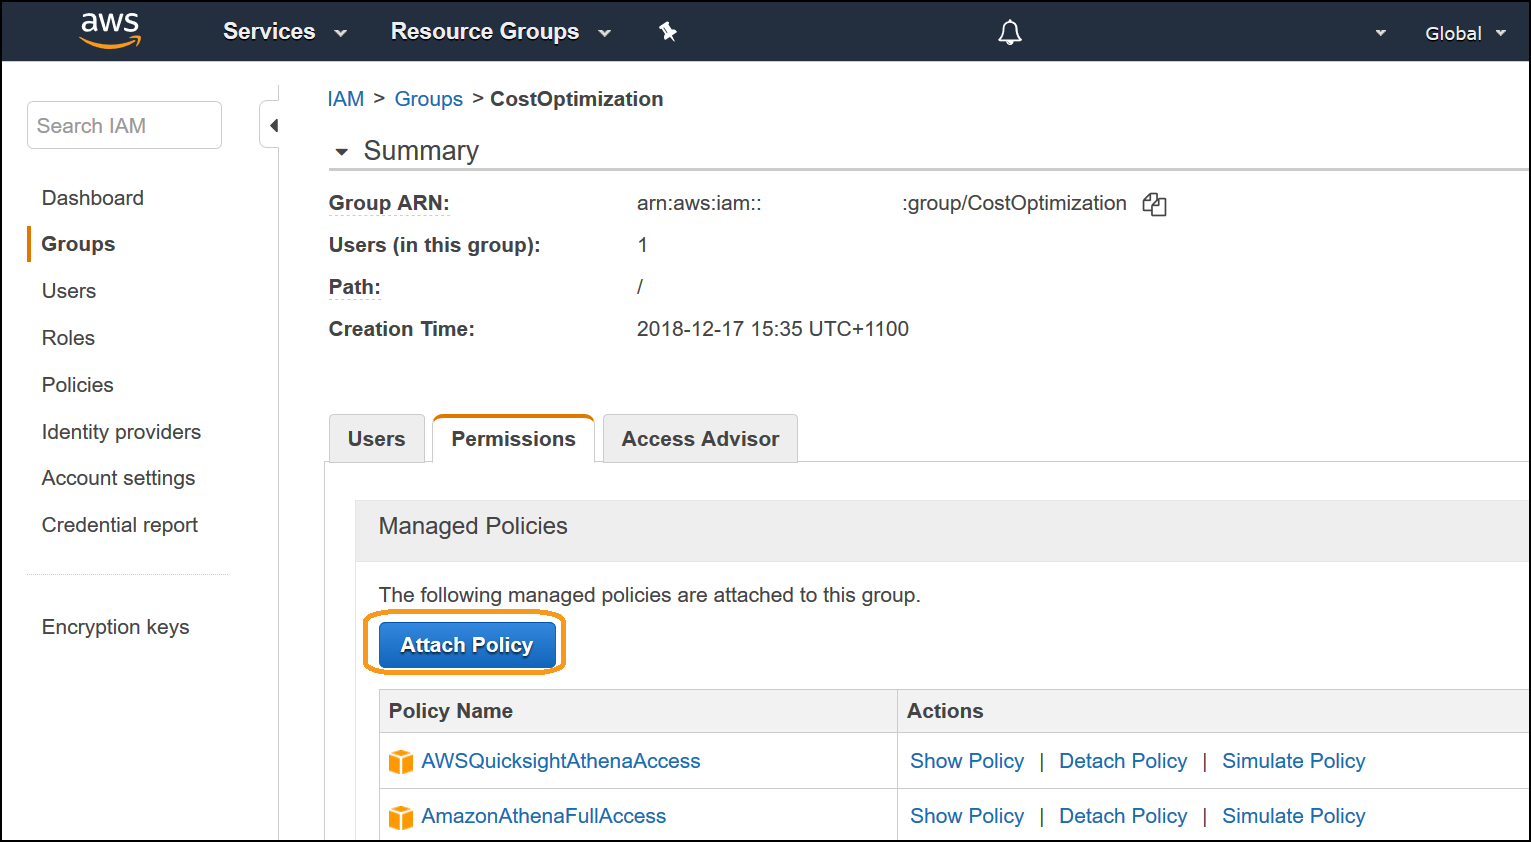 aws Services Resource Groups Global
Search IAM
Dashboard
Groups
Users
Roles
Policies
Identity providers
Account settings
Credential report
Encryption keys
IAM > Groups > CostOptimization
Summary
Group ARN: arn:aws:iam:: :group/CostOptimization
Users (in this group): 1
Path: /
Creation Time: 2018-12-17 15:35 UTC+1100
Users Permissions Access Advisor
Managed Policies
The following managed policies are attached to this group.
Attach Policy
Policy Name Actions
AWSQuicksightAthenaAccess Show Policy | Detach Policy | Simulate Policy
AmazonAthenaFullAccess Show Policy | Detach Policy | Simulate Policy